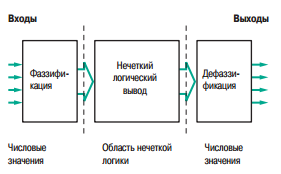 Входы
Выходы
Фаззифи-
кация
Нечеткий
логический
вывод
Дефаззи-
фикация
Числовые
значения
Область нечеткой
логики
Числовые
значения